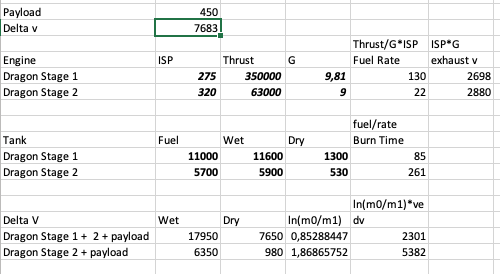 Payload 450
Delta v 7683
Thrust/G*ISP ISP*G
Engine ISP Thrust G Fuel Rate exhaust v
Dragon Stage 1 275 350000 9,81 130 2698
Dragon Stage 2 320 63000 9 22 2880
fuel/rate
Tank Fuel Wet Dry Burn Time
Dragon Stage 1 11000 11600 1300 85
Dragon Stage 2 5700 5900 530 261
ln(m0/m1)*ve
Delta V Wet Dry ln(m0/m1) dv
Dragon Stage 1 + 2 + payload 17950 7650 0,85288447 2301
Dragon Stage 2 + payload 6350 980 1,86865752 5382